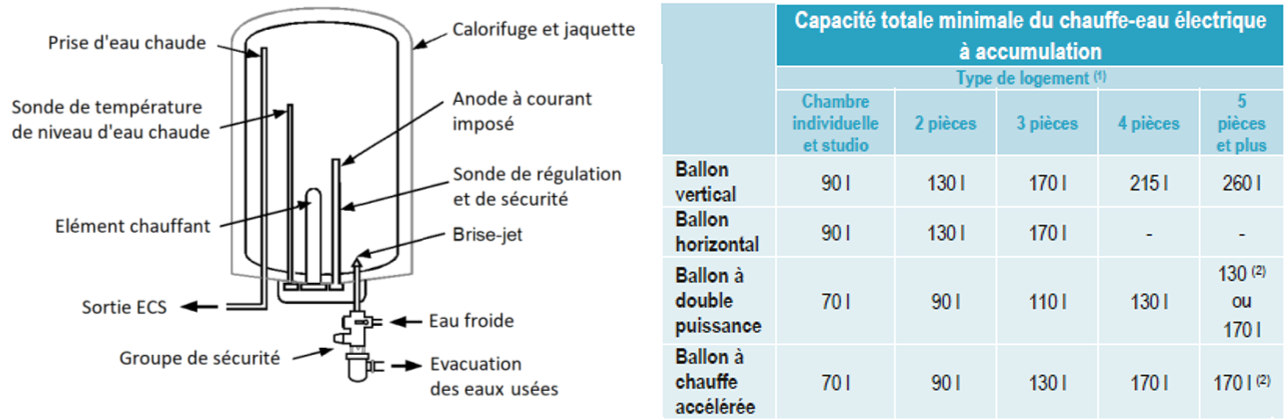 Prise d'eau chaude
Calorifuge et jaquette
Sonde de température
de niveau d'eau chaude
Anode à courant
imposé
Sonde de régulation
et de sécurité
Elément chauffant
Brise-jet
Sortie ECS
Eau froide
Groupe de sécurité
Evacuation
des eaux usées
Capacité totale minimale du chauffe-eau électrique
à accumulation
Type de logement (1)
Chambre
individuelle
et studio
2 pièces
3 pièces
4 pièces
5
pièces
et plus
Ballon
vertical
90 l
130 l
170 l
215 l
260 l
Ballon
horizontal
90 l
130 l
170 l
-
-
Ballon à
double
puissance
70 l
90 l
110 l
130 l
130 (2)
ou
170 l
Ballon à
chauffe
accélérée
70 l
90 l
130 l
170 l
170 l (2)